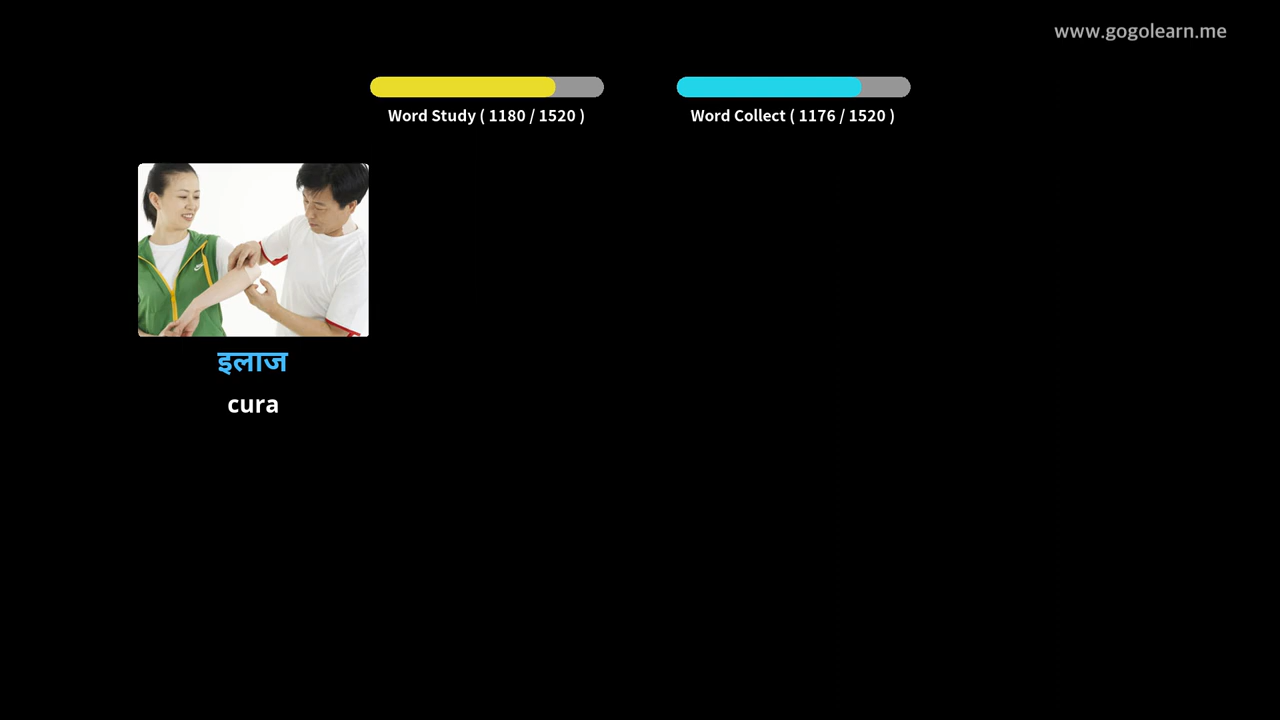 www.gogolearn.me
Word Study ( 1180 / 1520 )
Word Collect ( 1176 / 1520 )
इलाज
cura